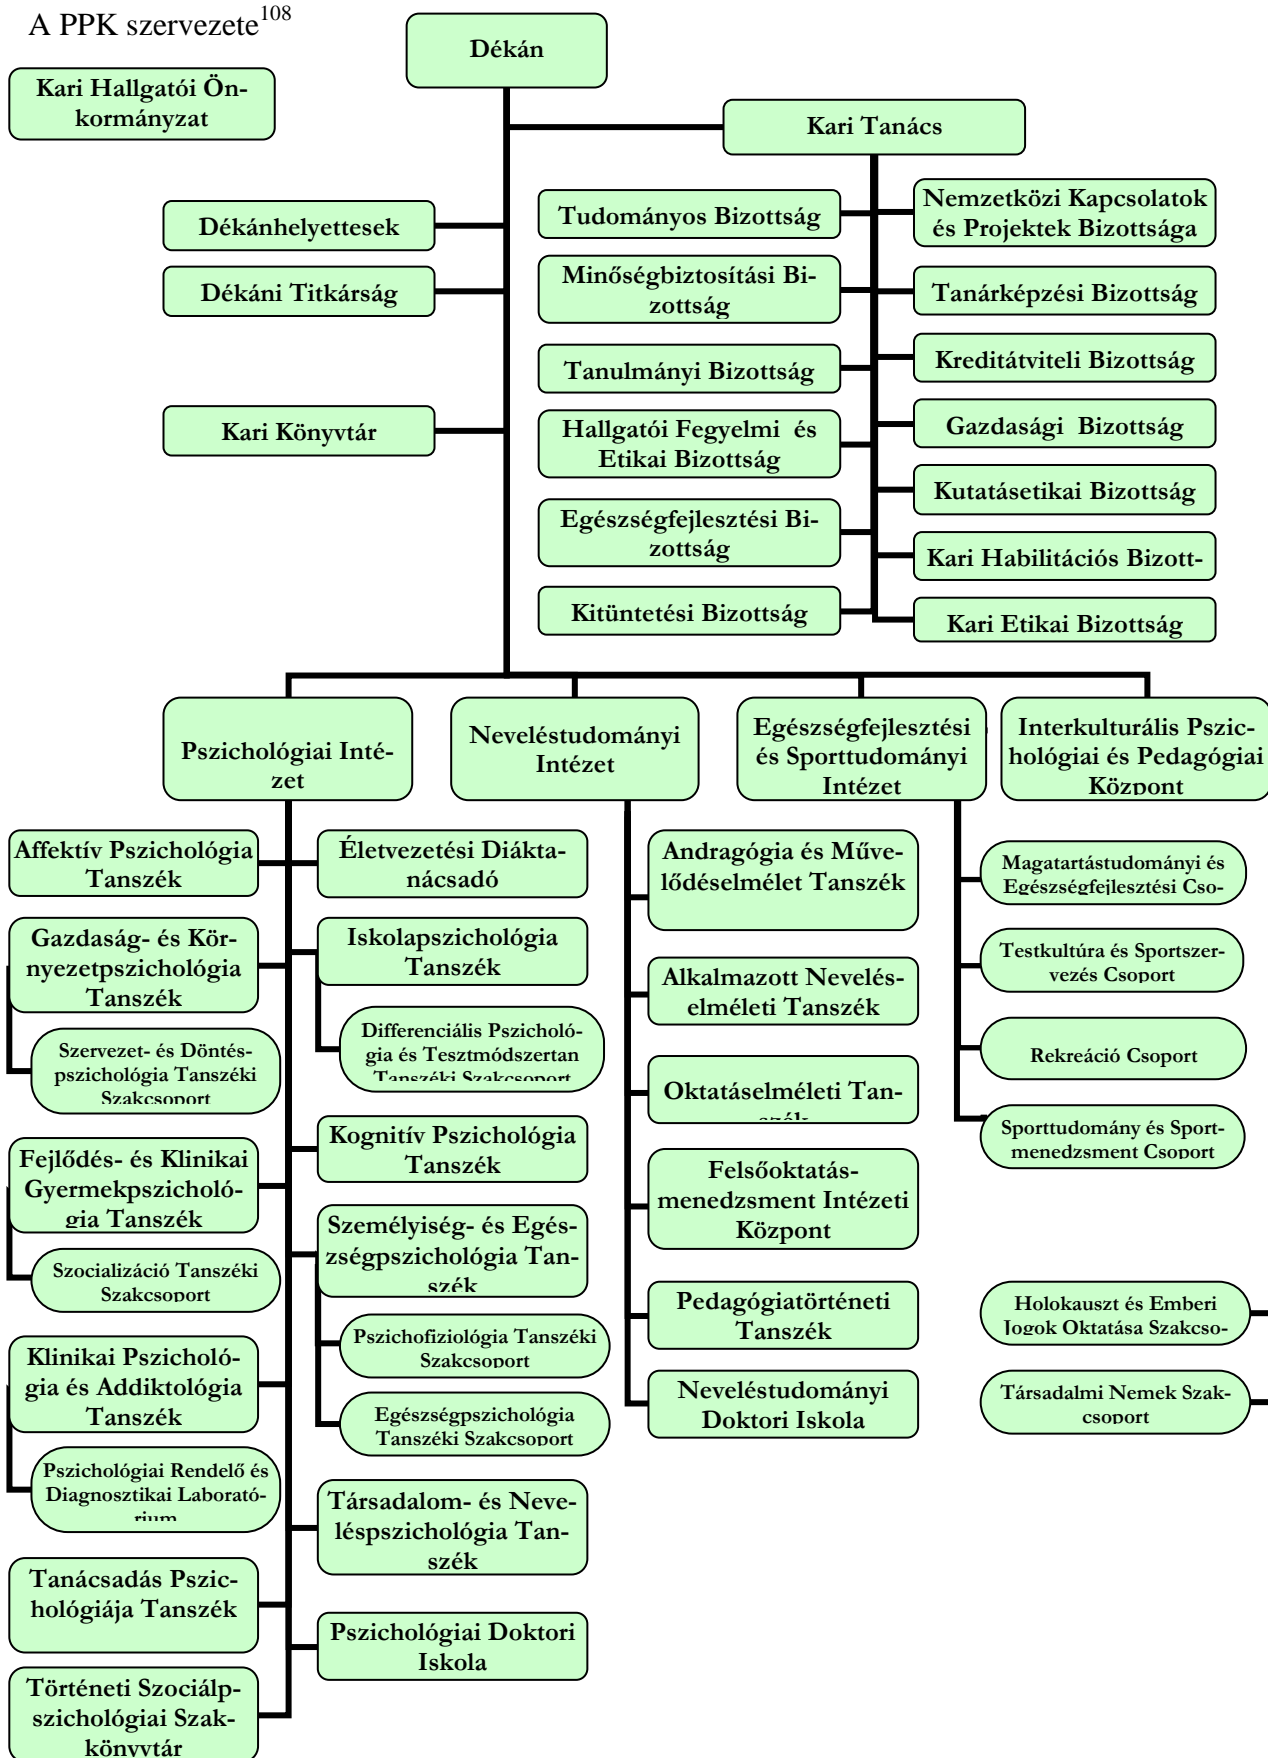 A PPK szervezete108
Dékán
Kari Hallgatói Ön-
kormányzat
Kari Tanács
Dékánhelyettesek
Dékáni Titkárság
Kari Könyvtár
Tudományos Bizottság
Minőségbiztosítási Bi-
zottság
Tanulmányi Bizottság
Hallgatói Fegyelmi és
Etikai Bizottság
Egészségfejlesztési Bi-
zottság
Kitüntetési Bizottság
Nemzetközi Kapcsolatok
és Projektek Bizottsága
Tanárképzési Bizottság
Kreditátviteli Bizottság
Gazdasági Bizottság
Kutatásetikai Bizottság
Kari Habilitációs Bizott-
Kari Etikai Bizottság
Pszichológiai Inté-
zet
Neveléstudományi
Intézet
Egészségfejlesztési
és Sporttudományi
Intézet
Interkulturális Pszic-
hológiai és Pedagógiai
Központ
Affektív Pszichológia
Tanszék
Gazdaság- és Kör-
nyezetpszichológia
Tanszék
Szervezet- és Döntés-
pszichológia Tanszéki
Szakcsoport
Fejlődés- és Klinikai
Gyermekpszicholó-
gia Tanszék
Szocializáció Tanszéki
Szakcsoport
Klinikai Pszicholó-
gia és Addiktológia
Tanszék
Pszichológiai Rendelő és
Diagnosztikai Laborató-
rium
Tanácsadás Pszic-
hológiája Tanszék
Történeti Szociálp-
szichológiai Szak-
könyvtár
Életvezetési Diákta-
nácsadó
Iskolapszichológia
Tanszék
Differenciális Pszicholó-
gia és Tesztmódszertan
Tanszéki Szakcsoport
Kognitív Pszichológia
Tanszék
Személyiség- és Egés-
zségpszichológia Tan-
szék
Pszichofiziológia Tanszéki
Szakcsoport
Egészségpszichológia
Tanszéki Szakcsoport
Társadalom- és Neve-
léspszichológia Tan-
szék
Pszichológiai Doktori
Iskola
Andragógia és Műve-
lődéselmélet Tanszék
Alkalmazott Nevelés-
elméleti Tanszék
Oktatáselméleti Tan-
szék
Felsőoktatás-
menedzsment Intézeti
Központ
Pedagógiatörténeti
Tanszék
Neveléstudományi
Doktori Iskola
Magatartástudományi és
Egészségfejlesztési Cso-
Testkultúra és Sportszer-
vezés Csoport
Rekreáció Csoport
Sporttudomány és Sport-
menedzsment Csoport
Holokauszt és Emberi
Jogok Oktatása Szakcso-
Társadalmi Nemek Szak-
csoport